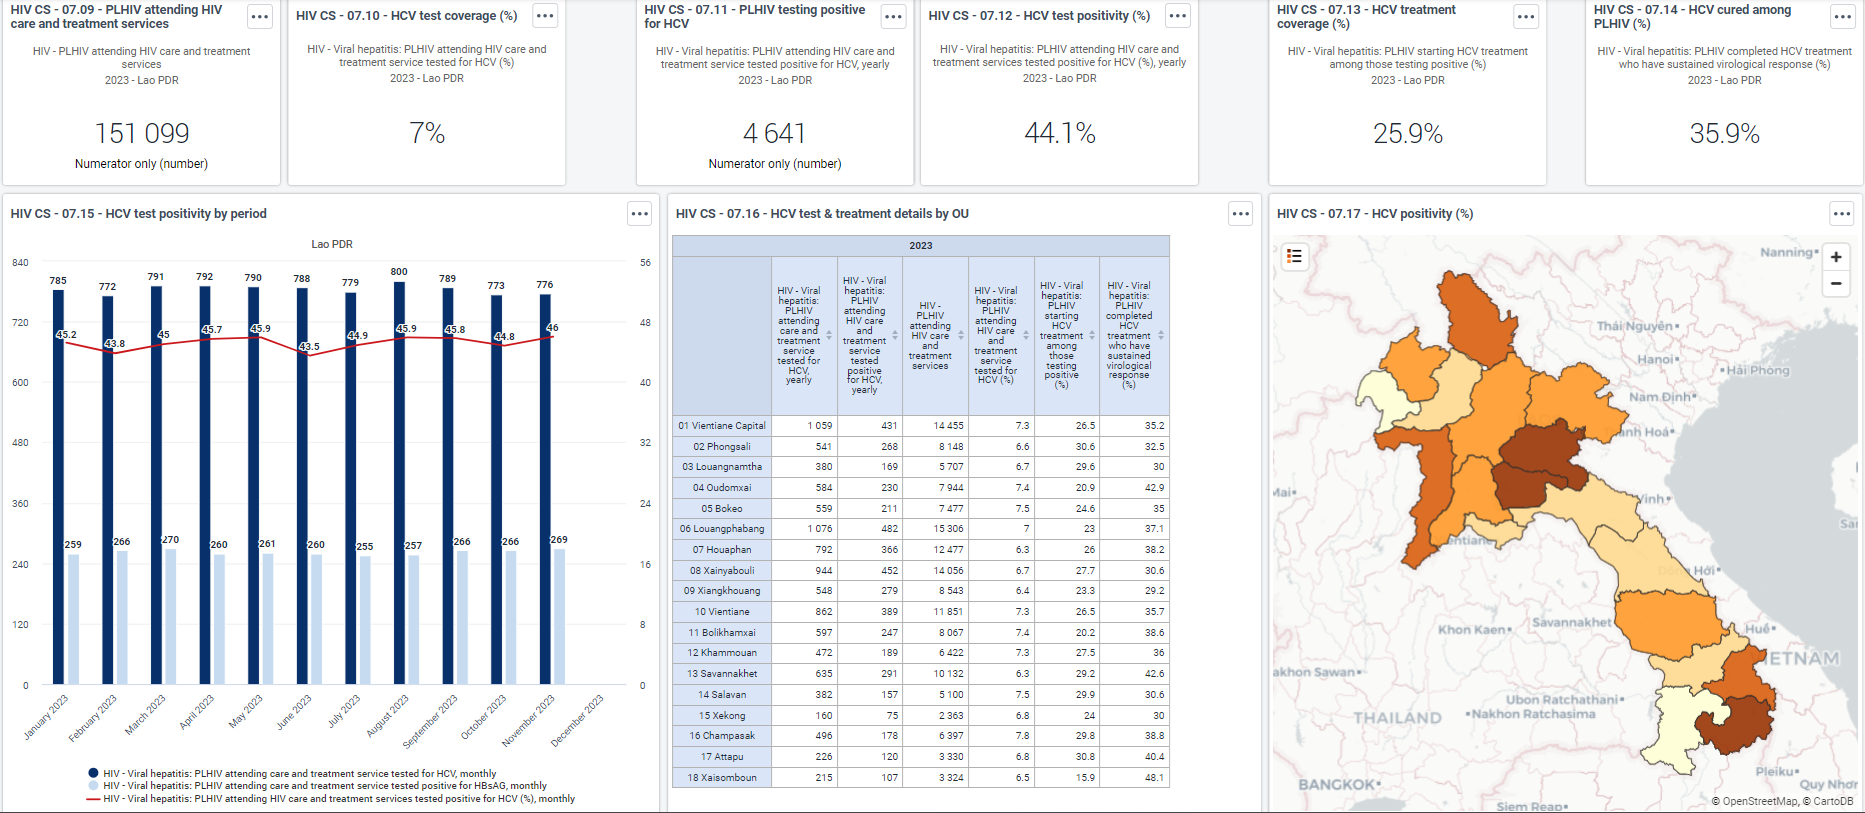 HIV CS - 07.09 - PLHIV attending HIV
care and treatment services
HIV - PLHIV attending HIV care and treatment
services
2023 - Lao PDR
151 099
Numerator only (number)
HIV CS - 07.10 - HCV test coverage (%)
HIV - Viral hepatitis: PLHIV attending HIV care and
treatment service tested for HCV (%)
2023 - Lao PDR
7%
HIV CS - 07.11 - PLHIV testing positive
for HCV
HIV - Viral hepatitis: PLHIV attending HIV care and
treatment service tested positive for HCV, yearly
2023 - Lao PDR
4 641
Numerator only (number)
HIV CS - 07.12 - HCV test positivity (%)
HIV - Viral hepatitis: PLHIV attending HIV care and
treatment services tested positive for HCV (%), yearly
2023 - Lao PDR
44.1%
HIV CS - 07.13 - HCV treatment
coverage (%)
HIV - Viral hepatitis: PLHIV starting HCV treatment
among those testing positive (%)
2023 - Lao PDR
25.9%
HIV CS - 07.14 - HCV cured among
PLHIV (%)
HIV - Viral hepatitis: PLHIV completed HCV treatment
who have sustained virological response (%)
2023 - Lao PDR
35.9%
HIV CS - 07.15 - HCV test positivity by period
Lao PDR
840
720
600
480
360
240
120
0
56
48
40
32
24
16
8
0
785 772 791 792 790 788 779 800 789 773 776
45.2 43.8 45 45.7 45.9 43.5 44.9 45.9 45.8 44.8 46
259 266 270 260 261 260 255 257 266 266 269
January 2023
February 2023
March 2023
April 2023
May 2023
June 2023
July 2023
August 2023
September 2023
October 2023
November 2023
December 2023
HIV - Viral hepatitis: PLHIV attending care and treatment service tested for HCV, monthly
HIV - Viral hepatitis: PLHIV attending care and treatment service tested positive for HBsAG, monthly
HIV - Viral hepatitis: PLHIV attending HIV care and treatment services tested positive for HCV (%), monthly
HIV CS - 07.16 - HCV test & treatment details by OU
2023
HIV - Viral
hepatitis:
PLHIV
attending
care and
treatment
service
tested for
HCV,
yearly
HIV - Viral
hepatitis:
PLHIV
attending
HIV care
and
treatment
service
tested
positive
for HCV,
yearly
HIV -
PLHIV
attending
HIV care
and
treatment
services
HIV - Viral
hepatitis:
PLHIV
attending
HIV care
and
treatment
service
tested for
HCV (%)
HIV - Viral
hepatitis:
PLHIV
starting
HCV
treatment
among
those
testing
positive
(%)
HIV - Viral
hepatitis:
PLHIV
completed
HCV
treatment
who have
sustained
virological
response
(%)
01 Vientiane Capital 1 059 431 14 455 7.3 26.5 35.2
02 Phongsali 541 268 8 148 6.6 30.6 32.5
03 Louangnamtha 380 169 5 707 6.7 29.6 30
04 Oudomxai 584 230 7 944 7.4 20.9 42.9
05 Bokeo 559 211 7 477 7.5 24.6 35
06 Louangphabang 1 076 482 15 306 7 23 37.1
07 Houaphan 792 366 12 477 6.3 26 38.2
08 Xainyabouli 944 452 14 056 6.7 27.7 30.6
09 Xiangkhouang 548 279 8 543 6.4 23.3 29.2
10 Vientiane 862 389 11 851 7.3 26.5 35.7
11 Bolikhamxai 597 247 8 067 7.4 20.2 38.6
12 Khammouan 472 189 6 422 7.3 27.5 36
13 Savannakhet 635 291 10 132 6.3 29.2 42.6
14 Salavan 382 157 5 100 7.5 29.9 30.6
15 Xekong 160 75 2 363 6.8 24 30
16 Champasak 496 178 6 397 7.8 29.8 38.8
17 Attapu 226 120 3 330 6.8 30.8 40.4
18 Xaisomboun 215 107 3 324 6.5 15.9 48.1
HIV CS - 07.17 - HCV positivity (%)
+
−
Nanning
Thái Nguyên
Hanoi
Hải Phòng
Nam Định
anh Hoá
Mai
Vinh
entiane
Đồng Hới
Savannakhet
Khon Kaen
Huế
IETNAM
akhon Sawan
Ubon Ratchathani
THAILAND
Nakhon Ratchasima
Pleiku
BANGKOK
Quy Nhơn
Siem Reap
© OpenStreetMap, © CartoDB